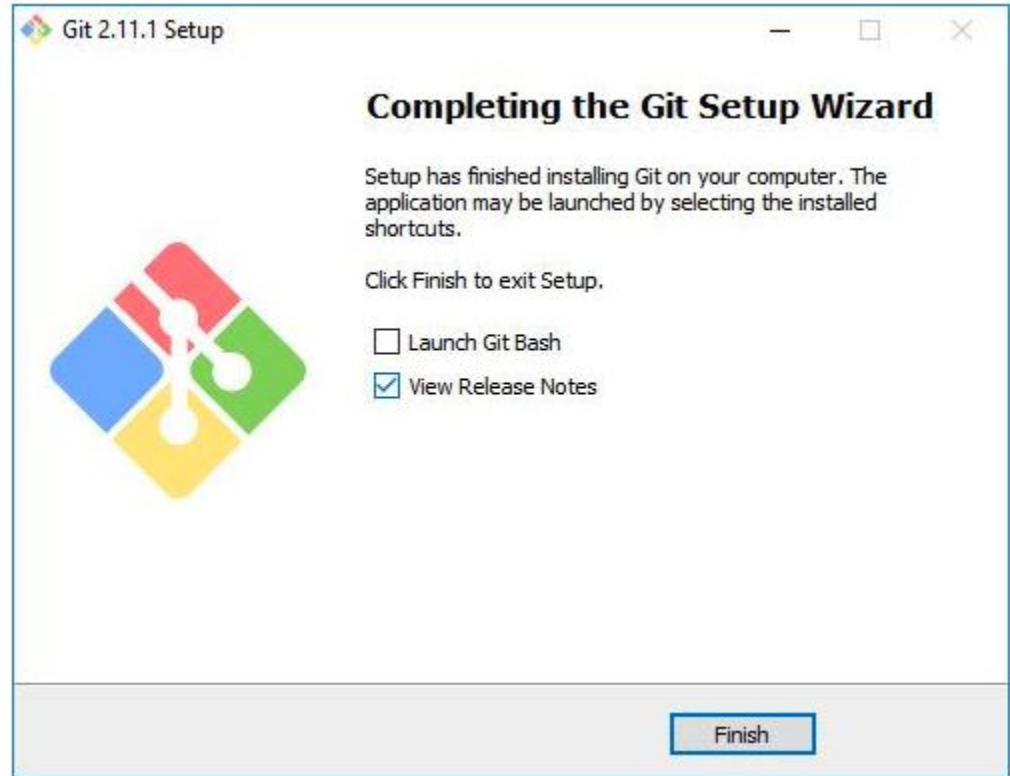 Git 2.11.1 Setup
Completing the Git Setup Wizard
Setup has finished installing Git on your computer. The
application may be launched by selecting the installed
shortcuts.
Click Finish to exit Setup.
Launch Git Bash
View Release Notes
Finish